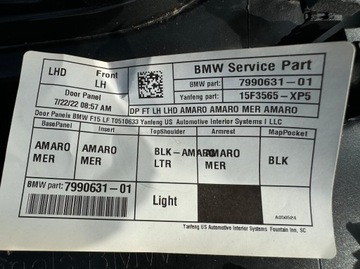 LHD Front LH
Door Panel
7/22/22 08:57 AM
BMW Service Part
BMW part: 7990631-01
Yanfeng part: 15F3565-XP5
DP FT LH LHD AMARO AMARO MER AMARO
Door Panels BMW F15 LF T0510633 Yanfeng US Automotive Interior Systems I LLC
BasePanel Insert TopShoulder Armrest MapPocket
AMARO MER AMARO MER BLK-AMARO LTR AMARO MER BLK
BMW part: 7990631-01
Light
Yanfeng US Automotive Interior Systems Fountain Inn, SC